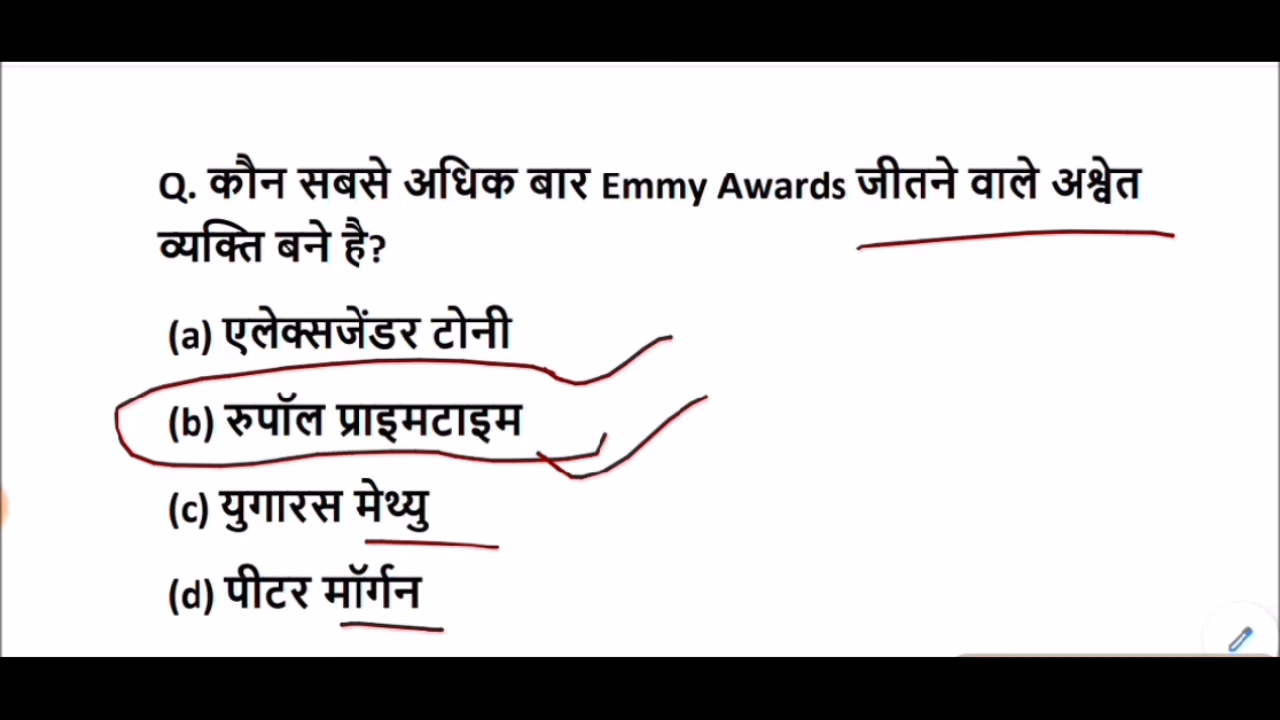 Q. कौन सबसे अधिक बार Emmy Awards जीतने वाले अश्वेत
व्यक्ति बने है?
(a) एलेक्सजेंडर टोनी
(b) रुपॉल प्राइमटाइम
(c) युगारस मेथ्यु
(d) पीटर मॉर्गन